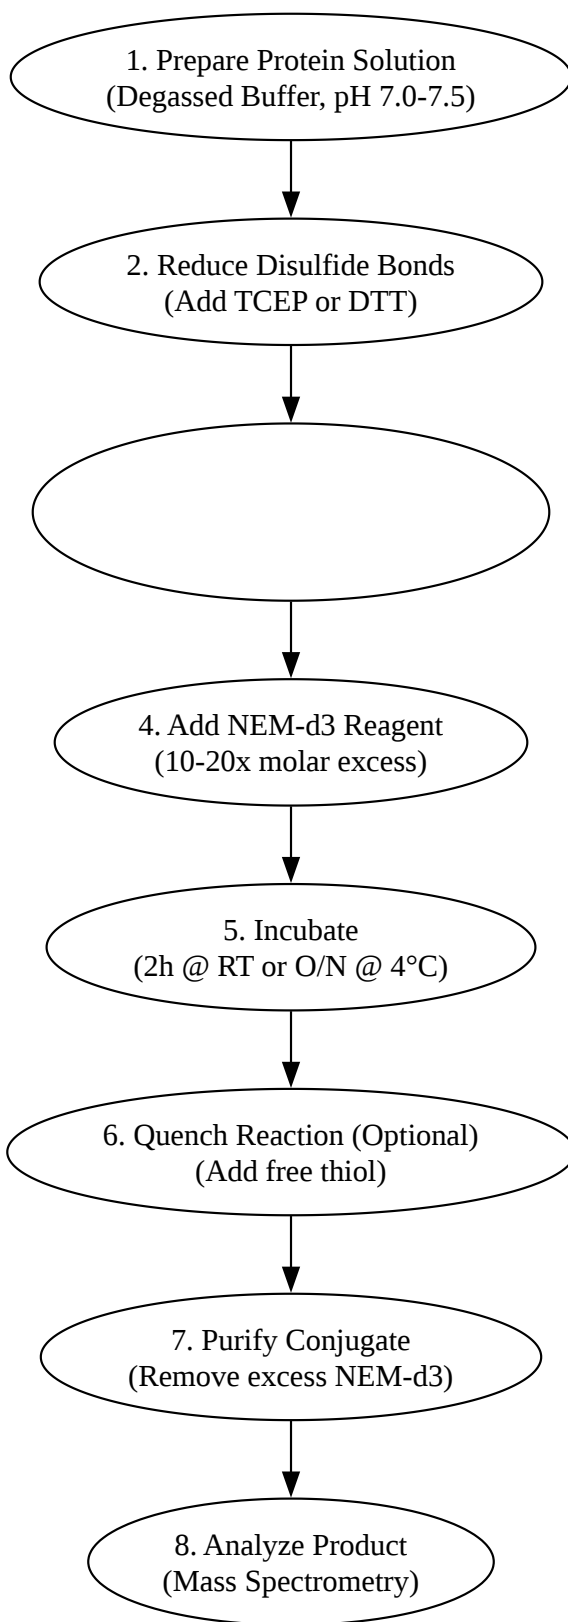 1. Prepare Protein Solution
(Degassed Buffer, pH 7.0-7.5)
2. Reduce Disulfide Bonds
(Add TCEP or DTT)
4. Add NEM-d3 Reagent
(10-20x molar excess)
5. Incubate
(2h @ RT or O/N @ 4°C)
6. Quench Reaction (Optional)
(Add free thiol)
7. Purify Conjugate
(Remove excess NEM-d3)
8. Analyze Product
(Mass Spectrometry)